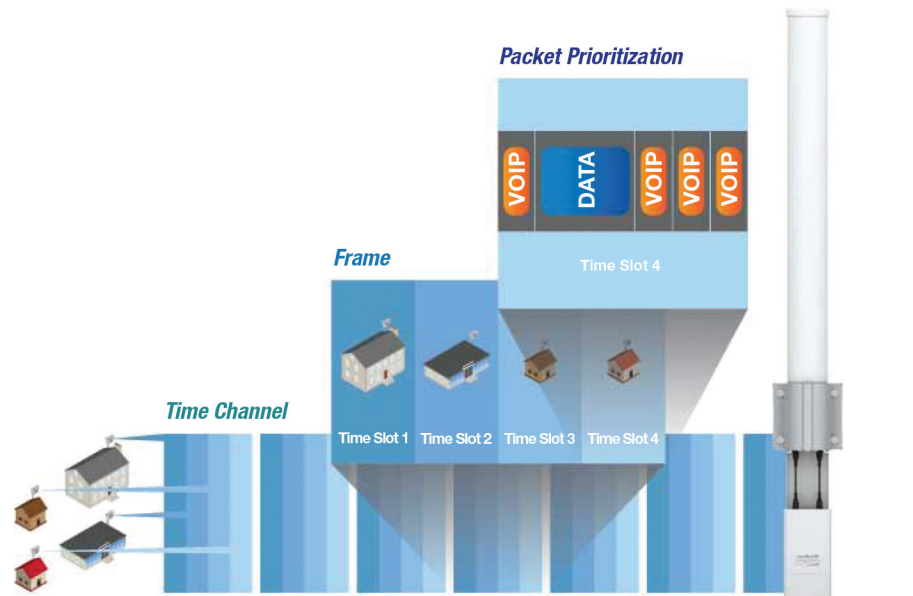 Packet Prioritization
VOIP DATA VOIP VOIP VOIP
Time Slot 4
Frame
Time Slot 1 Time Slot 2 Time Slot 3 Time Slot 4
Time Channel